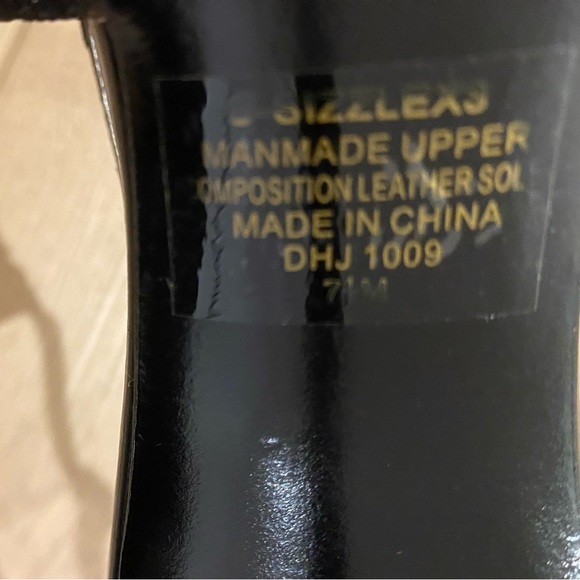 SIZZLEX3
MANMADE UPPER
OMPOSITION LEATHER SOL
MADE IN CHINA
DHJ 1009